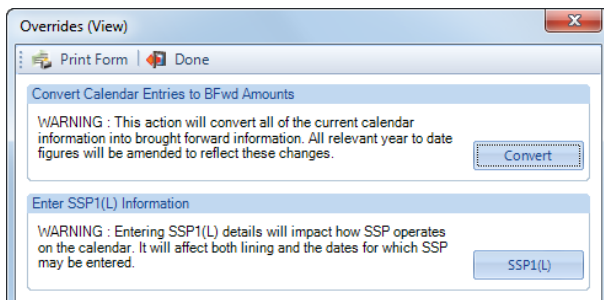 Overrides (View)
Print Form Done
Convert Calendar Entries to BFwd Amounts
WARNING : This action will convert all of the current calendar
information into brought forward information. All relevant year to date
figures will be amended to reflect these changes.
Convert
Enter SSP1(L) Information
WARNING : Entering SSP1(L) details will impact how SSP operates
on the calendar. It will affect both lining and the dates for which SSP
may be entered.
SSP1(L)